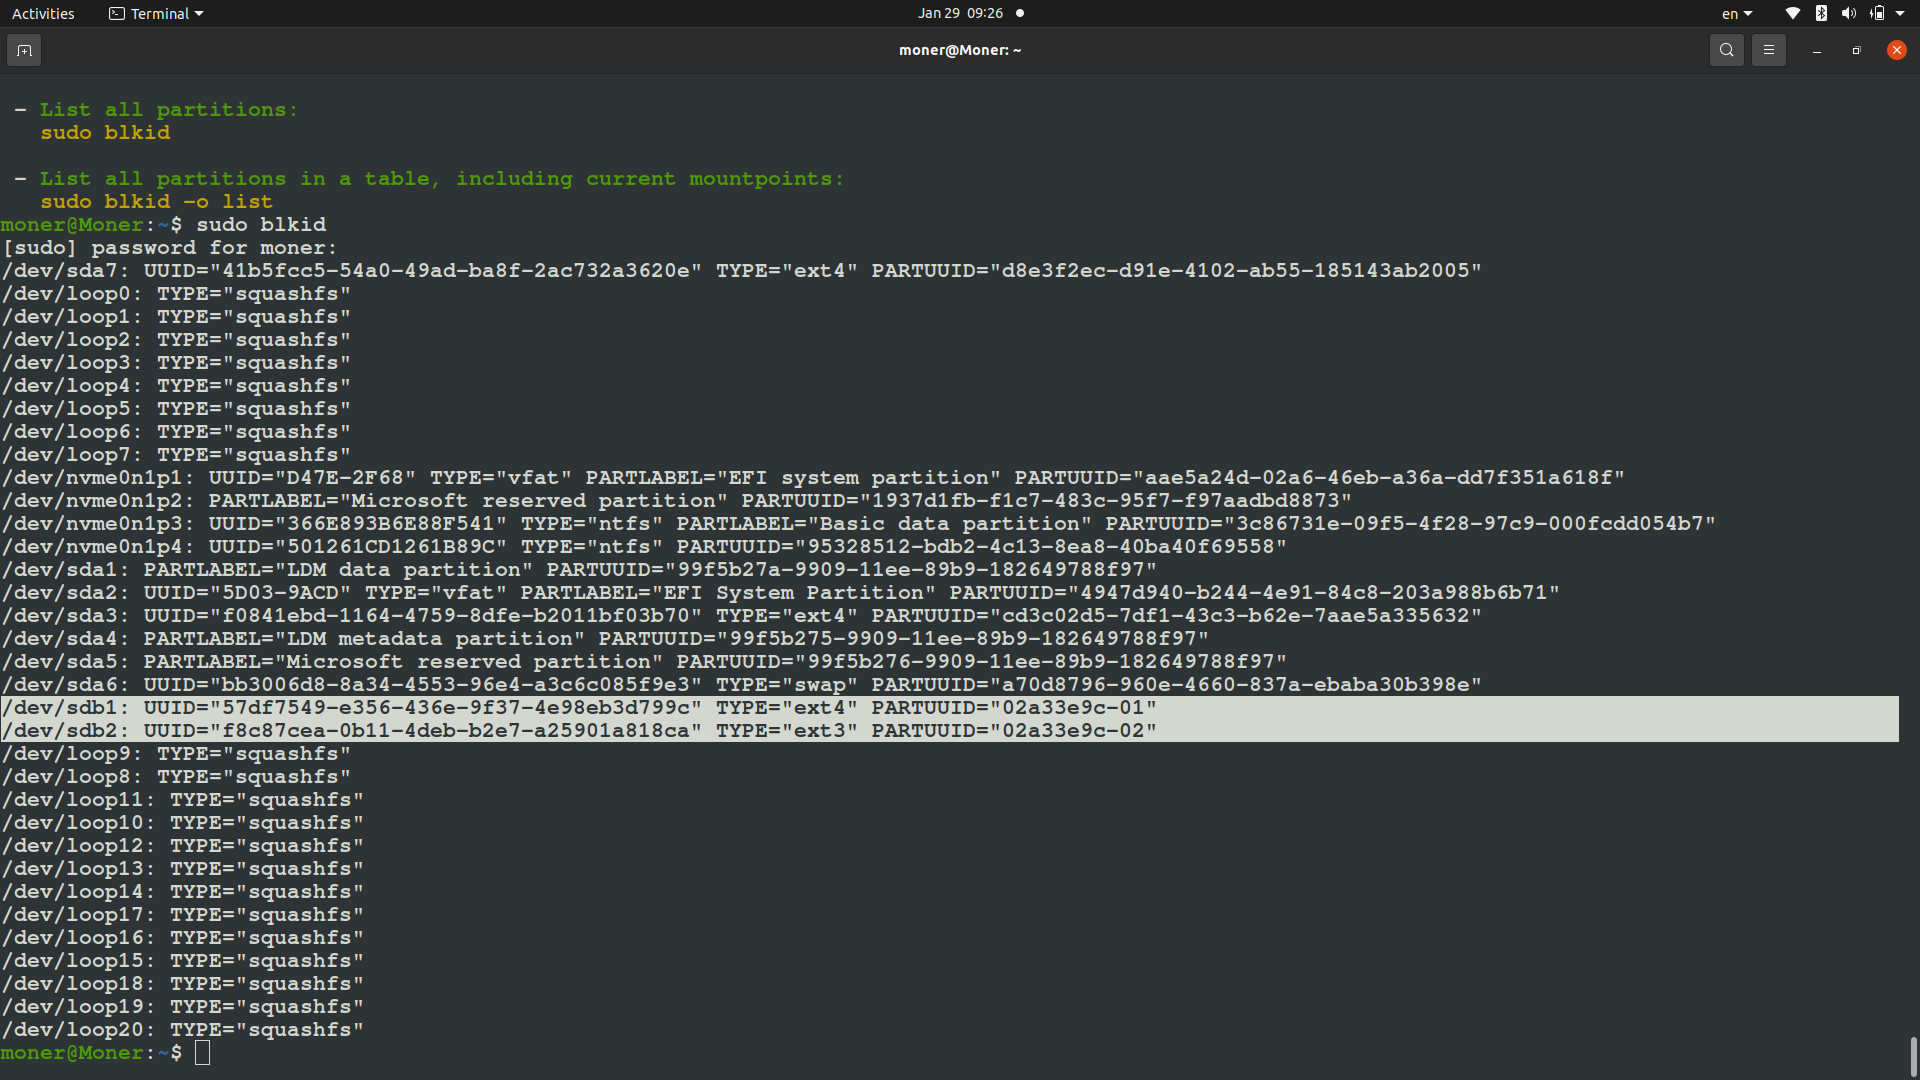 Activities Terminal Jan 29 09:26 en
moner@Moner: ~
- List all partitions:
sudo blkid
- List all partitions in a table, including current mountpoints:
sudo blkid -o list
moner@Moner:~$ sudo blkid
[sudo] password for moner:
/dev/sda7: UUID="41b5fcc5-54a0-49ad-ba8f-2ac732a3620e" TYPE="ext4" PARTUUID="d8e3f2ec-d91e-4102-ab55-185143ab2005"
/dev/loop0: TYPE="squashfs"
/dev/loop1: TYPE="squashfs"
/dev/loop2: TYPE="squashfs"
/dev/loop3: TYPE="squashfs"
/dev/loop4: TYPE="squashfs"
/dev/loop5: TYPE="squashfs"
/dev/loop6: TYPE="squashfs"
/dev/loop7: TYPE="squashfs"
/dev/nvme0n1p1: UUID="D47E-2F68" TYPE="vfat" PARTLABEL="EFI system partition" PARTUUID="aae5a24d-02a6-46eb-a36a-dd7f351a618f"
/dev/nvme0n1p2: PARTLABEL="Microsoft reserved partition" PARTUUID="1937d1fb-f1c7-483c-95f7-f97aadbd8873"
/dev/nvme0n1p3: UUID="366E893B6E88F541" TYPE="ntfs" PARTLABEL="Basic data partition" PARTUUID="3c86731e-09f5-4f28-97c9-000fcdd054b7"
/dev/nvme0n1p4: UUID="501261CD1261B89C" TYPE="ntfs" PARTUUID="95328512-bdb2-4c13-8ea8-40ba40f69558"
/dev/sda1: PARTLABEL="LDM data partition" PARTUUID="99f5b27a-9909-11ee-89b9-182649788f97"
/dev/sda2: UUID="5D03-9ACD" TYPE="vfat" PARTLABEL="EFI System Partition" PARTUUID="4947d940-b244-4e91-84c8-203a988b6b71"
/dev/sda3: UUID="f0841ebd-1164-4759-8dfe-b2011bf03b70" TYPE="ext4" PARTUUID="cd3c02d5-7df1-43c3-b62e-7aae5a335632"
/dev/sda4: PARTLABEL="LDM metadata partition" PARTUUID="99f5b275-9909-11ee-89b9-182649788f97"
/dev/sda5: PARTLABEL="Microsoft reserved partition" PARTUUID="99f5b276-9909-11ee-89b9-182649788f97"
/dev/sda6: UUID="bb3006d8-8a34-4553-96e4-a3c6c085f9e3" TYPE="swap" PARTUUID="a70d8796-960e-4660-837a-ebaba30b398e"
/dev/sdb1: UUID="57df7549-e356-436e-9f37-4e98eb3d799c" TYPE="ext4" PARTUUID="02a33e9c-01"
/dev/sdb2: UUID="f8c87cea-0b11-4deb-b2e7-a25901a818ca" TYPE="ext3" PARTUUID="02a33e9c-02"
/dev/loop9: TYPE="squashfs"
/dev/loop8: TYPE="squashfs"
/dev/loop11: TYPE="squashfs"
/dev/loop10: TYPE="squashfs"
/dev/loop12: TYPE="squashfs"
/dev/loop13: TYPE="squashfs"
/dev/loop14: TYPE="squashfs"
/dev/loop17: TYPE="squashfs"
/dev/loop16: TYPE="squashfs"
/dev/loop15: TYPE="squashfs"
/dev/loop18: TYPE="squashfs"
/dev/loop19: TYPE="squashfs"
/dev/loop20: TYPE="squashfs"
moner@Moner:~$